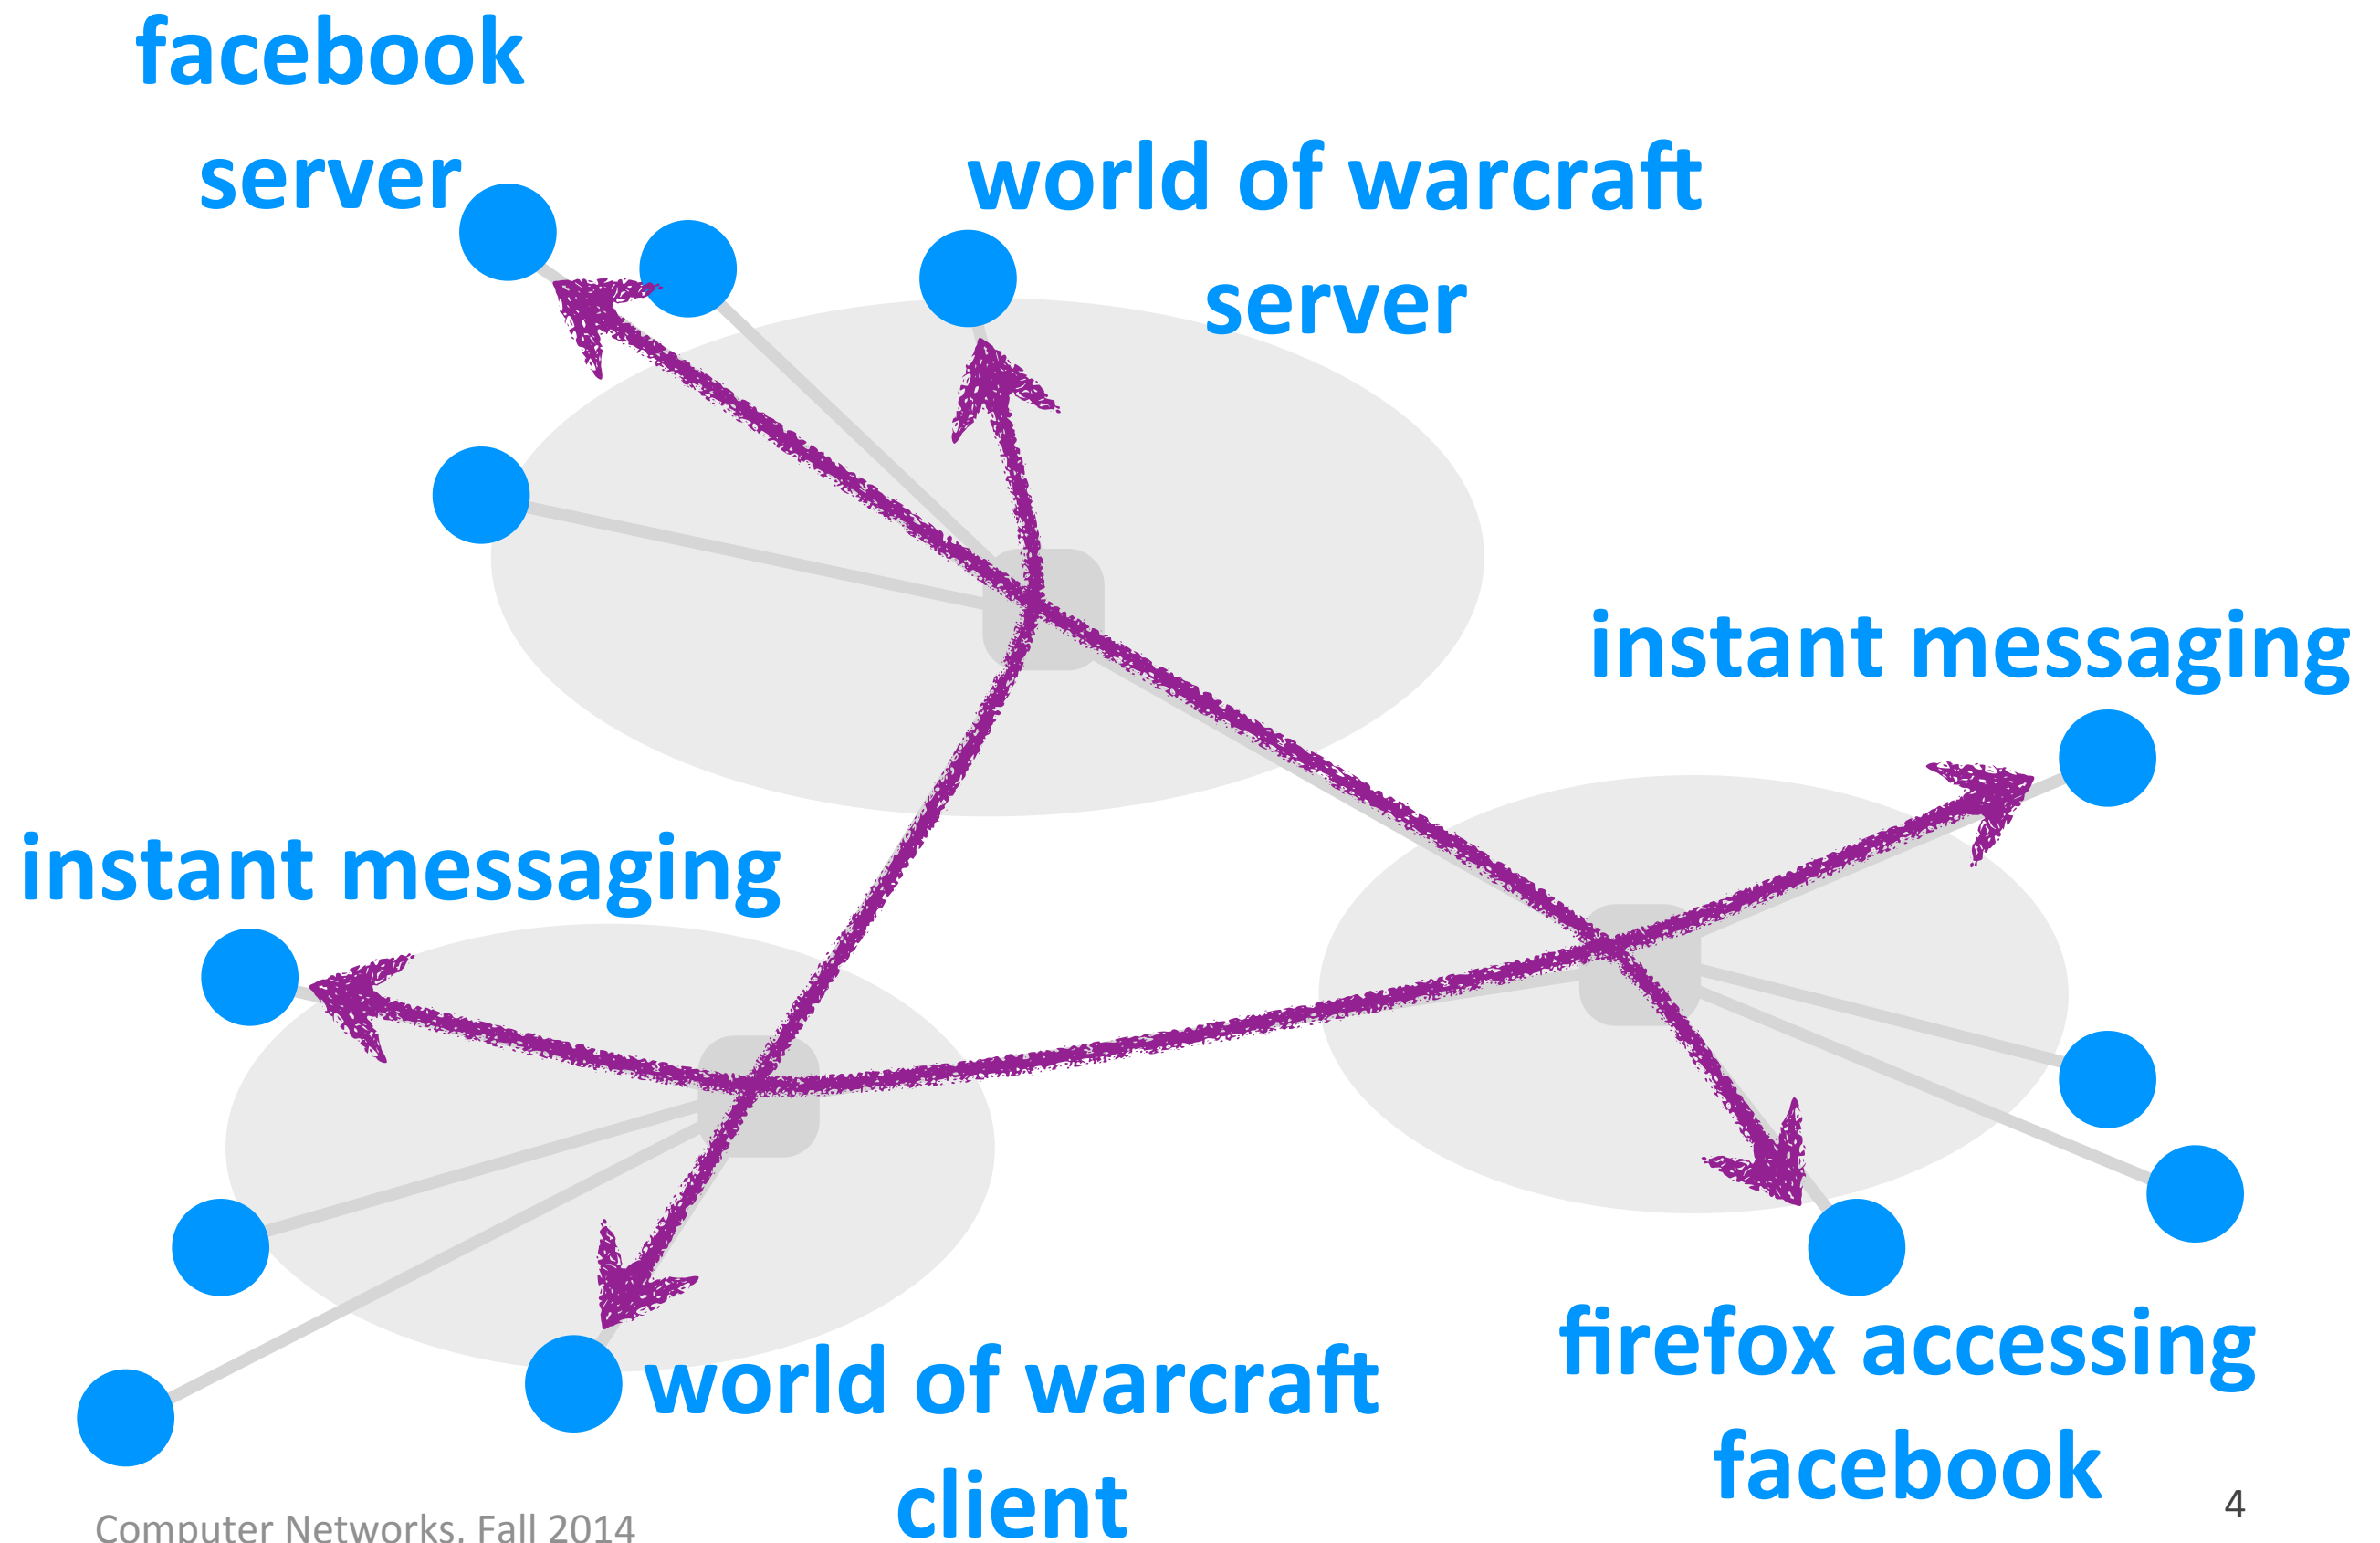 facebook
server
world of warcraft
server
instant messaging
instant messaging
world of warcraft
client
firefox accessing
facebook
Computer Networks, Fall 2014
4